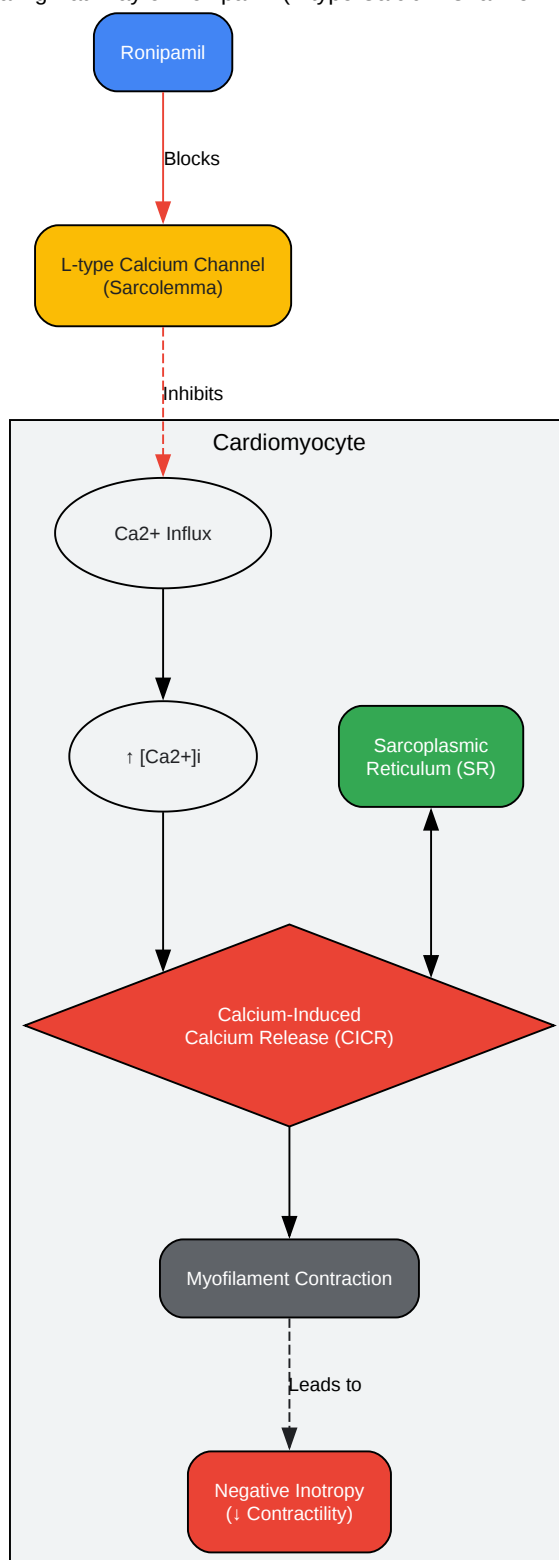 Ronipamil
Blocks
L-type Calcium Channel
(Sarcolemma)
Inhibits
Cardiomyocyte
Ca2+ Influx
↑ [Ca2+]i
Sarcoplasmic
Reticulum (SR)
Calcium-Induced
Calcium Release (CICR)
Myofilament Contraction
Leads to
Negative Inotropy
(↓ Contractility)